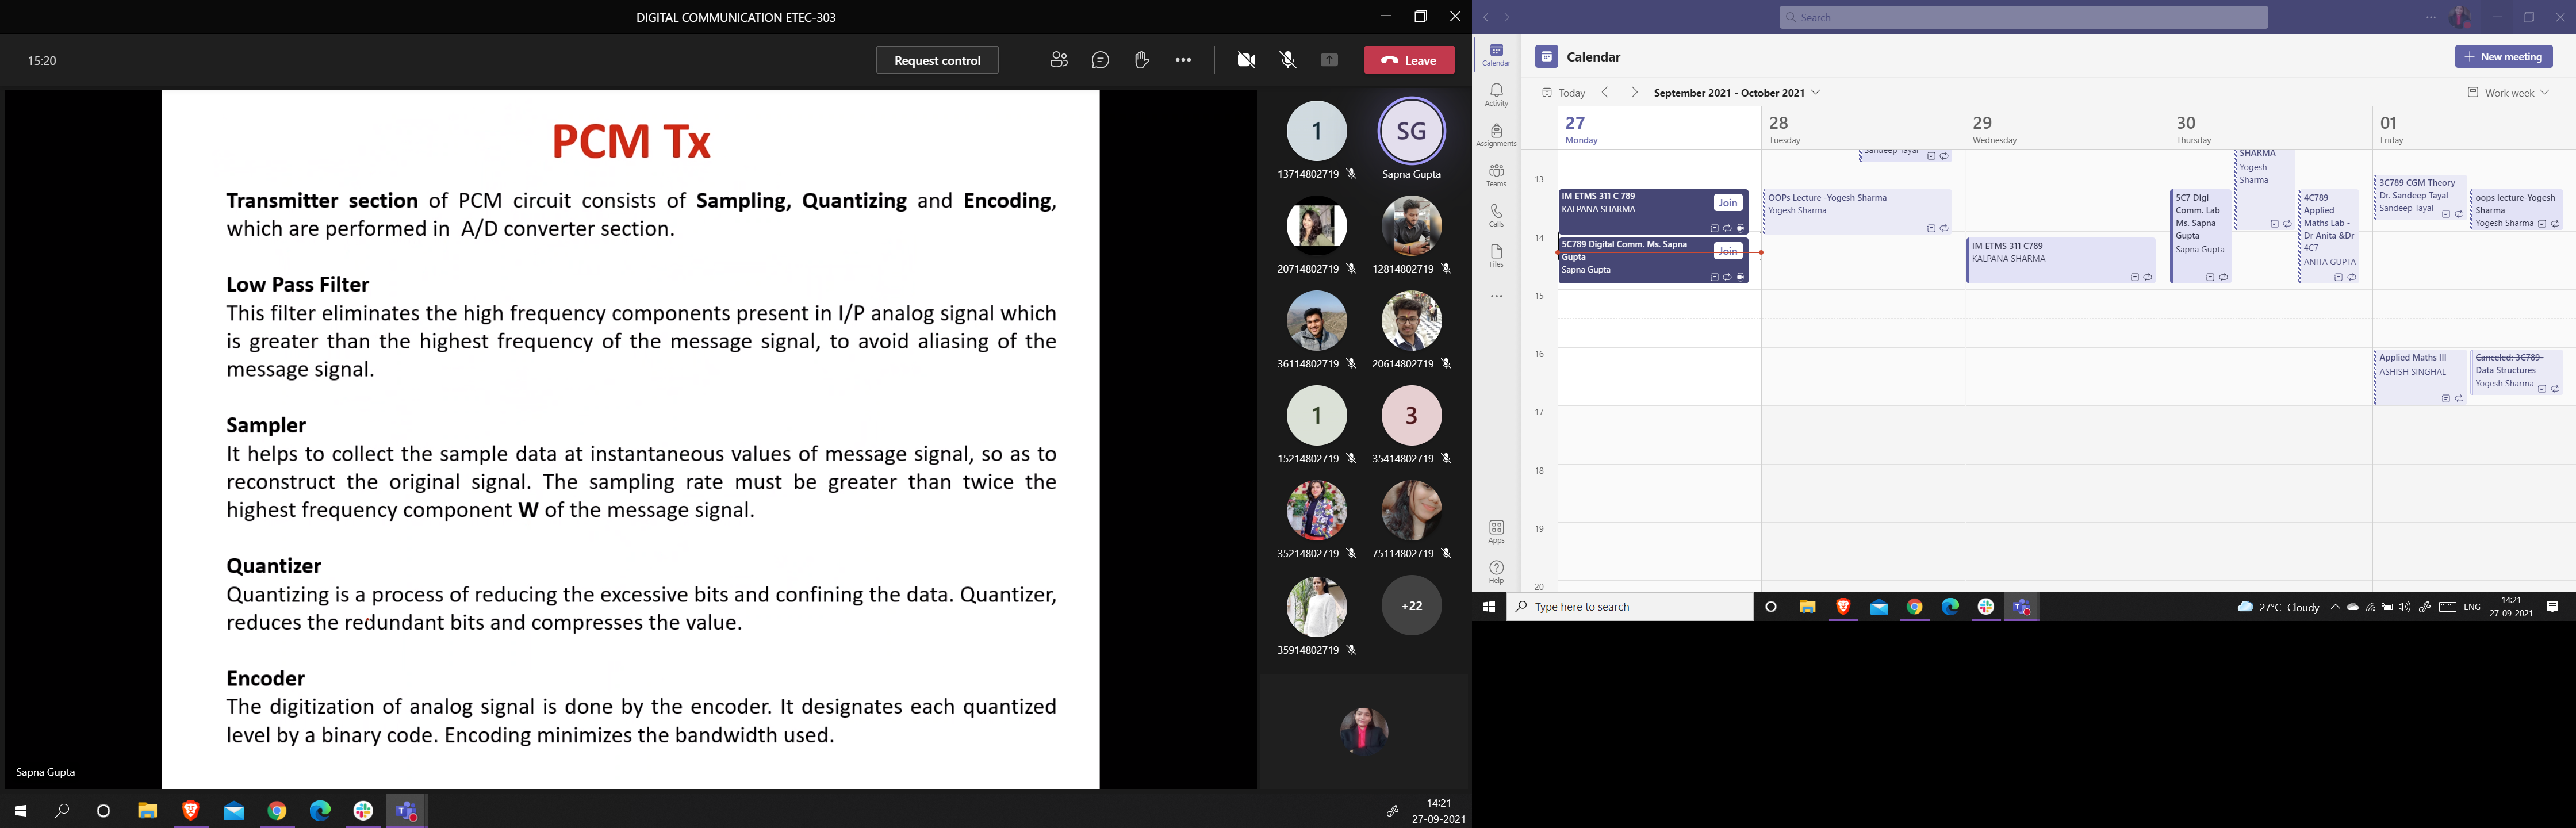 DIGITAL COMMUNICATION ETEC-303
15:20
Request control
Leave
PCM Tx
Transmitter section of PCM circuit consists of Sampling, Quantizing and Encoding,
which are performed in A/D converter section.
Low Pass Filter
This filter eliminates the high frequency components present in I/P analog signal which
is greater than the highest frequency of the message signal, to avoid aliasing of the
message signal.
Sampler
It helps to collect the sample data at instantaneous values of message signal, so as to
reconstruct the original signal. The sampling rate must be greater than twice the
highest frequency component W of the message signal.
Quantizer
Quantizing is a process of reducing the excessive bits and confining the data. Quantizer,
reduces the redundant bits and compresses the value.
Encoder
The digitization of analog signal is done by the encoder. It designates each quantized
level by a binary code. Encoding minimizes the bandwidth used.
Sapna Gupta
1
SG
13714802719
Sapna Gupta
20714802719
12814802719
36114802719
20614802719
1
3
15214802719
35414802719
35214802719
75114802719
+22
35914802719
14:21
27-09-2021
Search
Calendar
Activity
Assignments
Teams
Calls
Files
Apps
Help
Calendar
New meeting
Today
September 2021 - October 2021
Work week
27
Monday
28
Tuesday
29
Wednesday
30
Thursday
01
Friday
13
14
15
16
17
18
19
20
IM ETMS 311 C 789
KALPANA SHARMA
Join
5C789 Digital Comm. Ms. Sapna
Gupta
Sapna Gupta
Join
Sandeep Tayal
OOPs Lecture -Yogesh Sharma
Yogesh Sharma
IM ETMS 311 C789
KALPANA SHARMA
5C7 Digi
Comm. Lab
Ms. Sapna
Gupta
Sapna Gupta
SHARMA
Yogesh
Sharma
4C789
Applied
Maths Lab -
Dr Anita &Dr
4C7-
ANITA GUPTA
3C789 CGM Theory
Dr. Sandeep Tayal
Sandeep Tayal
oops lecture-Yogesh
Sharma
Yogesh Sharma
Applied Maths III
ASHISH SINGHAL
Canceled: 3C789-
Data Structures
Yogesh Sharma
Type here to search
27°C Cloudy
ENG
14:21
27-09-2021